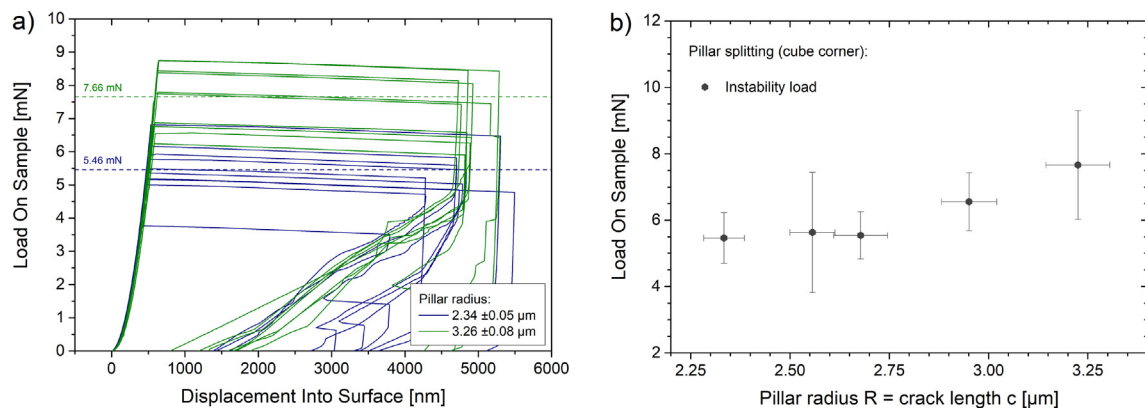 a)
Load On Sample [mN]
10
9
8
7
6
5
4
3
2
1
0
7.66 mN
5.46 mN
Pillar radius:
2.34 ±0.05 µm
3.26 ±0.08 µm
0 1000 2000 3000 4000 5000 6000
Displacement Into Surface [nm]
b)
Load On Sample [mN]
12
10
8
6
4
2
Pillar splitting (cube corner):
Instability load
2.25 2.50 2.75 3.00 3.25
Pillar radius R = crack length c [µm]